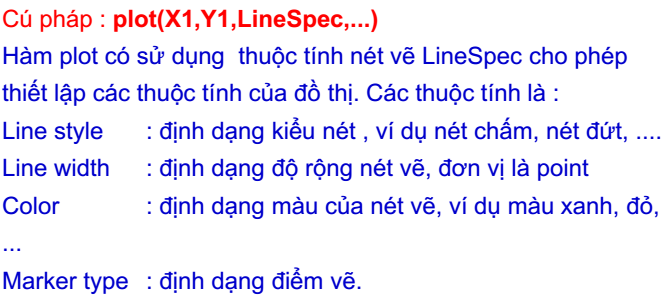 Cú pháp : plot(X1,Y1,LineSpec,...)
Hàm plot có sử dụng thuộc tính nét vẽ LineSpec cho phép
thiết lập các thuộc tính của đồ thị. Các thuộc tính là :
Line style : định dạng kiểu nét , ví dụ nét chấm, nét đứt, ....
Line width : định dạng độ rộng nét vẽ, đơn vị là point
Color : định dạng màu của nét vẽ, ví dụ màu xanh, đỏ,
...
Marker type : định dạng điểm vẽ.